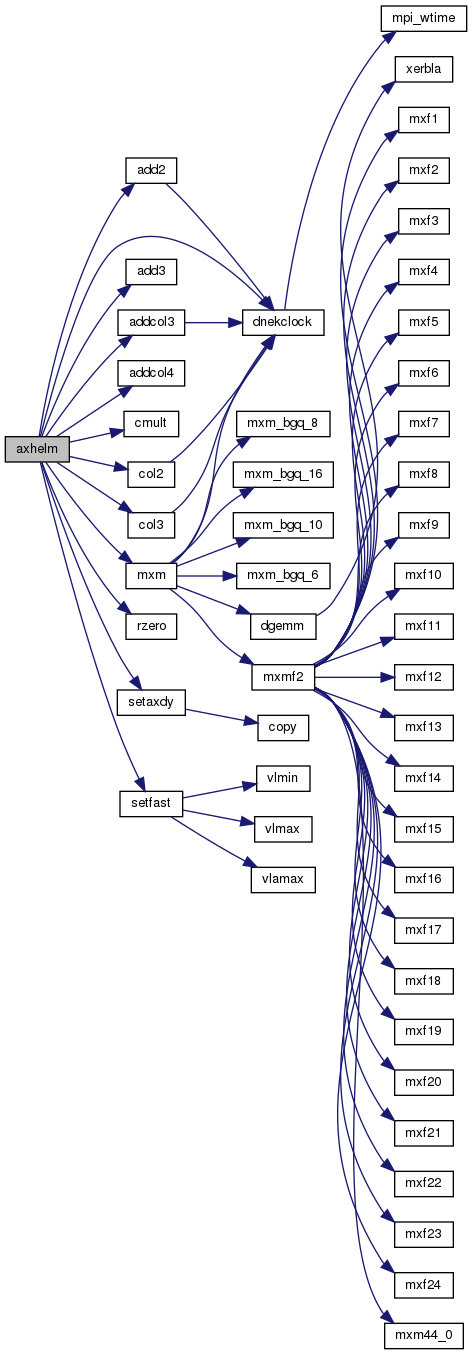 mpi_wtime
xerbla
mxf1
mxf2
add2
mxf3
add3
mxf4
addcol3
dnekclock
mxf5
addcol4
mxf6
cmult
mxm_bgq_8
mxf7
axhelm
col2
mxm_bgq_16
mxf8
col3
mxm_bgq_10
mxf9
mxm
mxm_bgq_6
mxf10
rzero
dgemm
mxf11
mxmf2
mxf12
setaxdy
copy
mxf13
vlmin
mxf14
setfast
vlmax
mxf15
vlamax
mxf16
mxf17
mxf18
mxf19
mxf20
mxf21
mxf22
mxf23
mxf24
mxm44_0